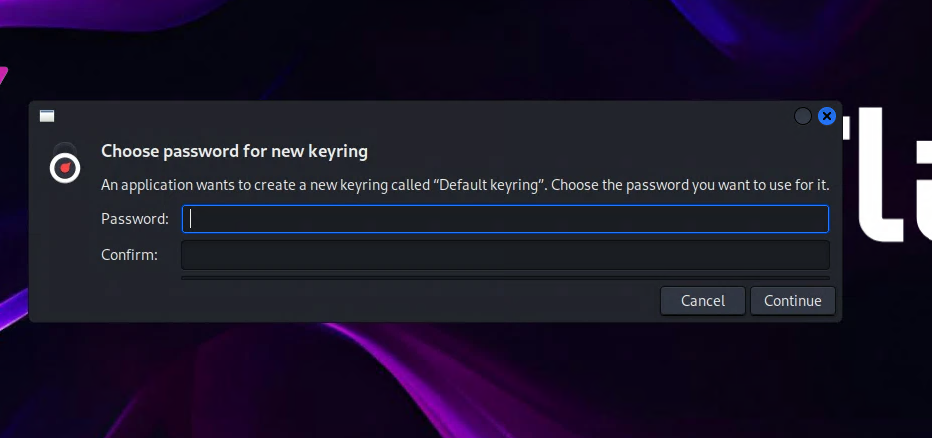 Choose password for new keyring
An application wants to create a new keyring called “Default keyring”. Choose the password you want to use for it.
Password:
Confirm:
Cancel Continue